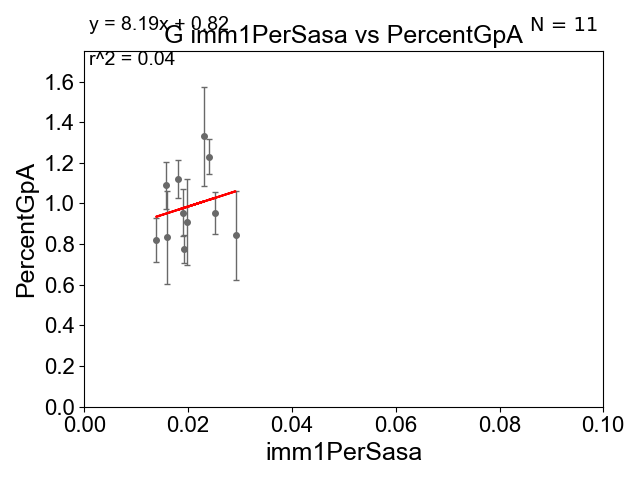 y = 8.19x + 0.82
G imm1PerSasa vs PercentGpA
N = 11
r^2 = 0.04
PercentGpA
1.6
1.4
1.2
1.0
0.8
0.6
0.4
0.2
0.0
0.00 0.02 0.04 0.06 0.08 0.10
imm1PerSasa